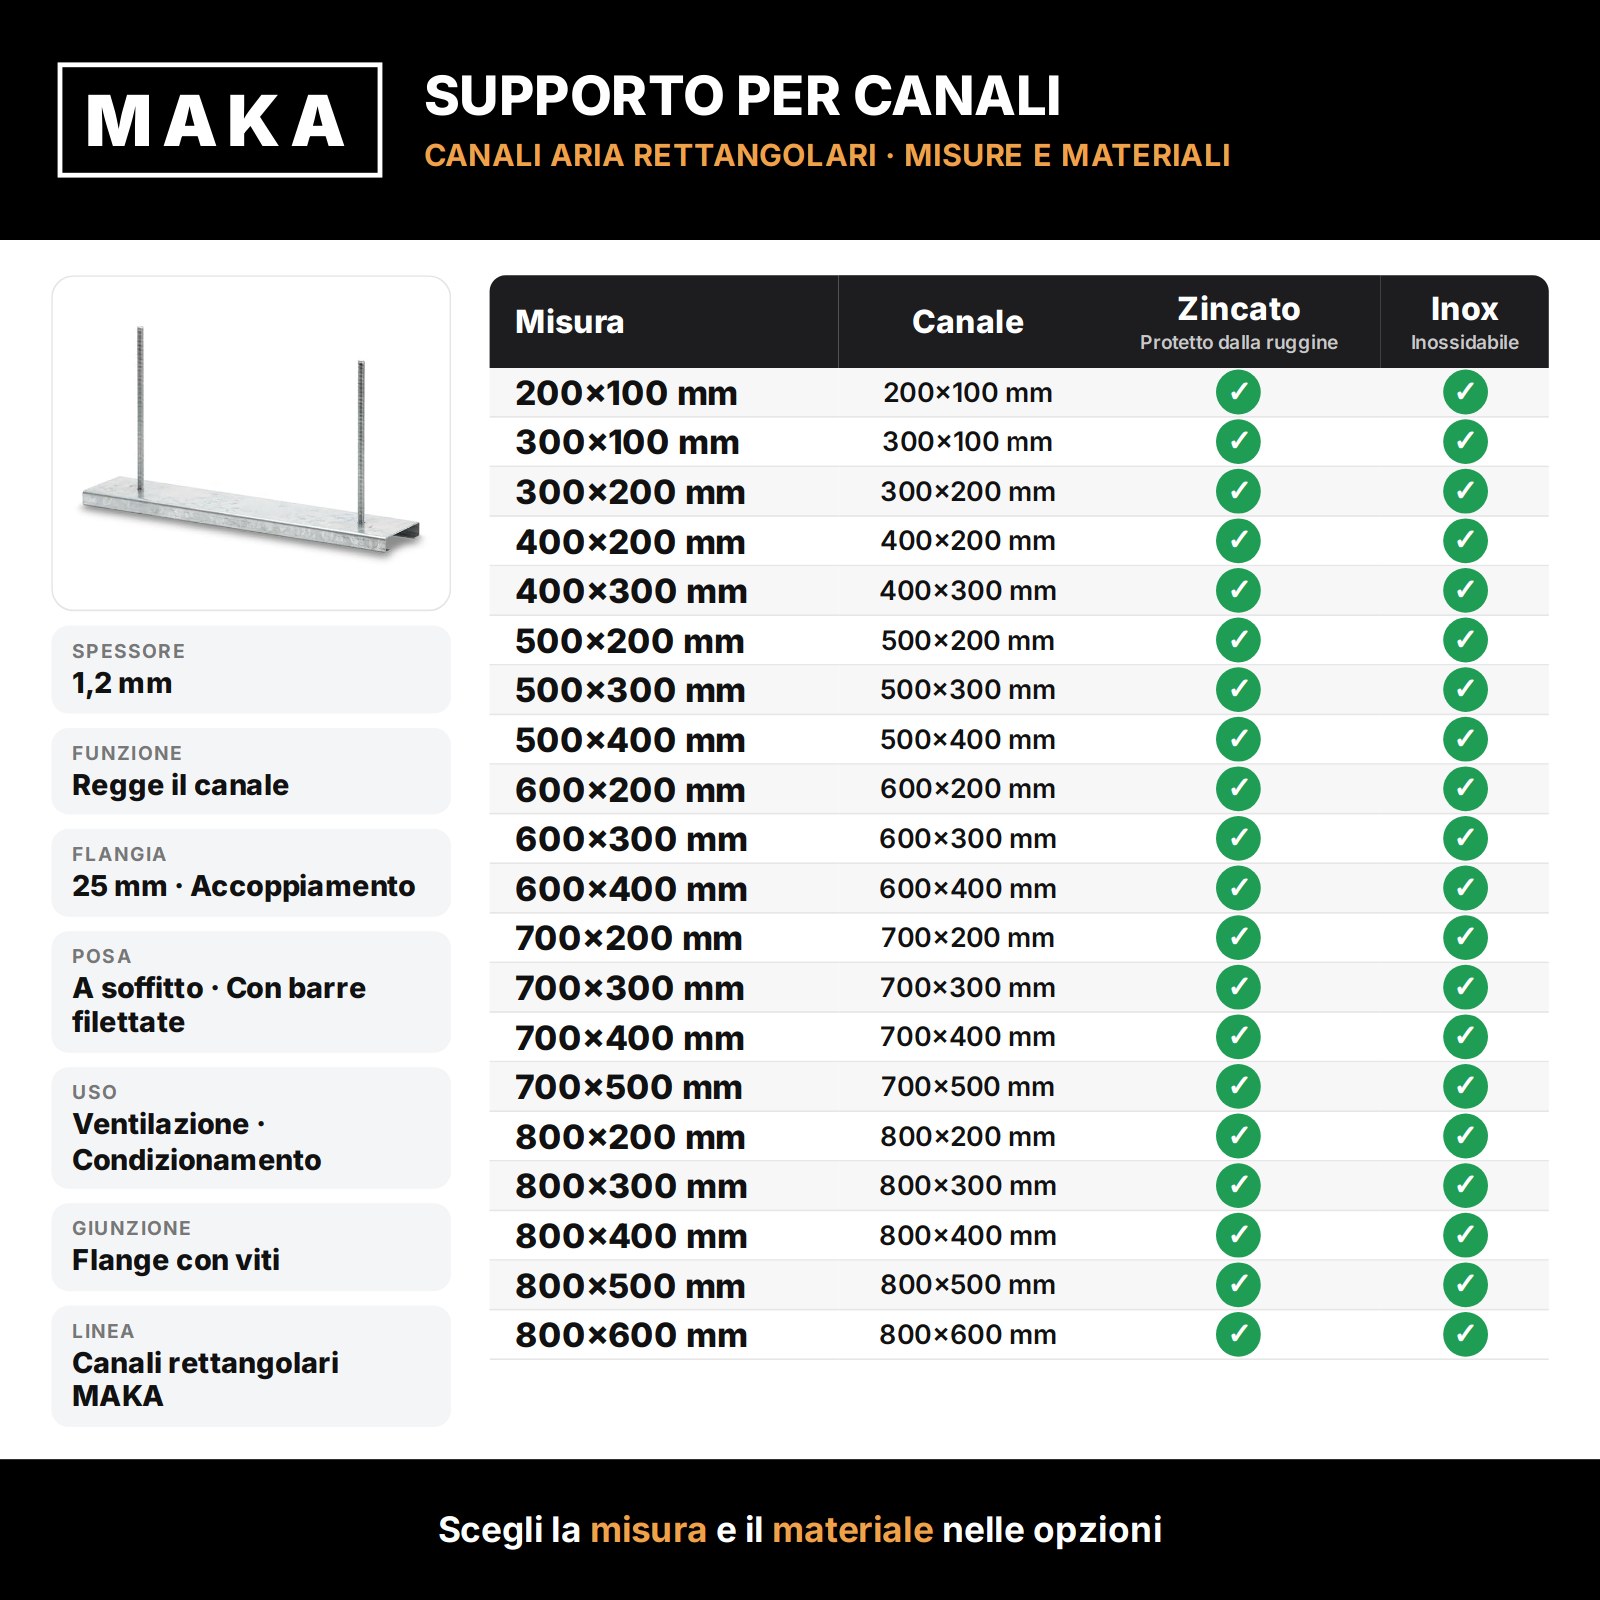 MAKA
SUPPORTO PER CANALI
CANALI ARIA RETTANGOLARI · MISURE E MATERIALI
SPESSORE
1,2 mm
FUNZIONE
Regge il canale
FLANGIA
25 mm · Accoppiamento
POSA
A soffitto · Con barre
filettate
USO
Ventilazione ·
Condizionamento
GIUNZIONE
Flange con viti
LINEA
Canali rettangolari
MAKA
Misura Canale Zincato Inox
Protetto dalla ruggine Inossidabile
200×100 mm 200×100 mm ✓ ✓
300×100 mm 300×100 mm ✓ ✓
300×200 mm 300×200 mm ✓ ✓
400×200 mm 400×200 mm ✓ ✓
400×300 mm 400×300 mm ✓ ✓
500×200 mm 500×200 mm ✓ ✓
500×300 mm 500×300 mm ✓ ✓
500×400 mm 500×400 mm ✓ ✓
600×200 mm 600×200 mm ✓ ✓
600×300 mm 600×300 mm ✓ ✓
600×400 mm 600×400 mm ✓ ✓
700×200 mm 700×200 mm ✓ ✓
700×300 mm 700×300 mm ✓ ✓
700×400 mm 700×400 mm ✓ ✓
700×500 mm 700×500 mm ✓ ✓
800×200 mm 800×200 mm ✓ ✓
800×300 mm 800×300 mm ✓ ✓
800×400 mm 800×400 mm ✓ ✓
800×500 mm 800×500 mm ✓ ✓
800×600 mm 800×600 mm ✓ ✓
Scegli la misura e il materiale nelle opzioni